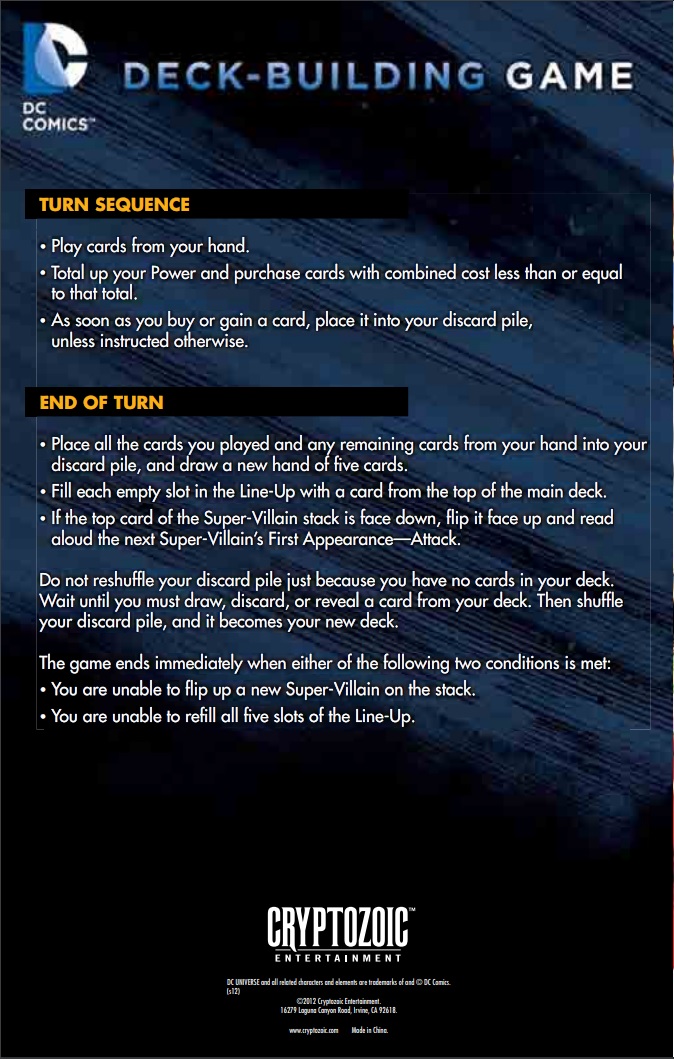 DECK-BUILDING GAME
DC
COMICS™
TURN SEQUENCE
• Play cards from your hand.
• Total up your Power and purchase cards with combined cost less than or equal
to that total.
• As soon as you buy or gain a card, place it into your discard pile,
unless instructed otherwise.
END OF TURN
• Place all the cards you played and any remaining cards from your hand into your
discard pile, and draw a new hand of five cards.
• Fill each empty slot in the Line-Up with a card from the top of the main deck.
• If the top card of the Super-Villain stack is face down, flip it face up and read
aloud the next Super-Villain's First Appearance—Attack.
Do not reshuffle your discard pile just because you have no cards in your deck.
Wait until you must draw, discard, or reveal a card from your deck. Then shuffle
your discard pile, and it becomes your new deck.
The game ends immediately when either of the following two conditions is met:
• You are unable to flip up a new Super-Villain on the stack.
• You are unable to refill all five slots of the Line-Up.
CRYPTOZOIC™
ENTERTAINMENT
DC UNIVERSE and all related characters and elements are trademarks of and © DC Comics.
(s12)
©2012 Cryptozoic Entertainment.
16279 Laguna Canyon Road, Irvine, CA 92618.
www.cryptozoic.com Made in China.